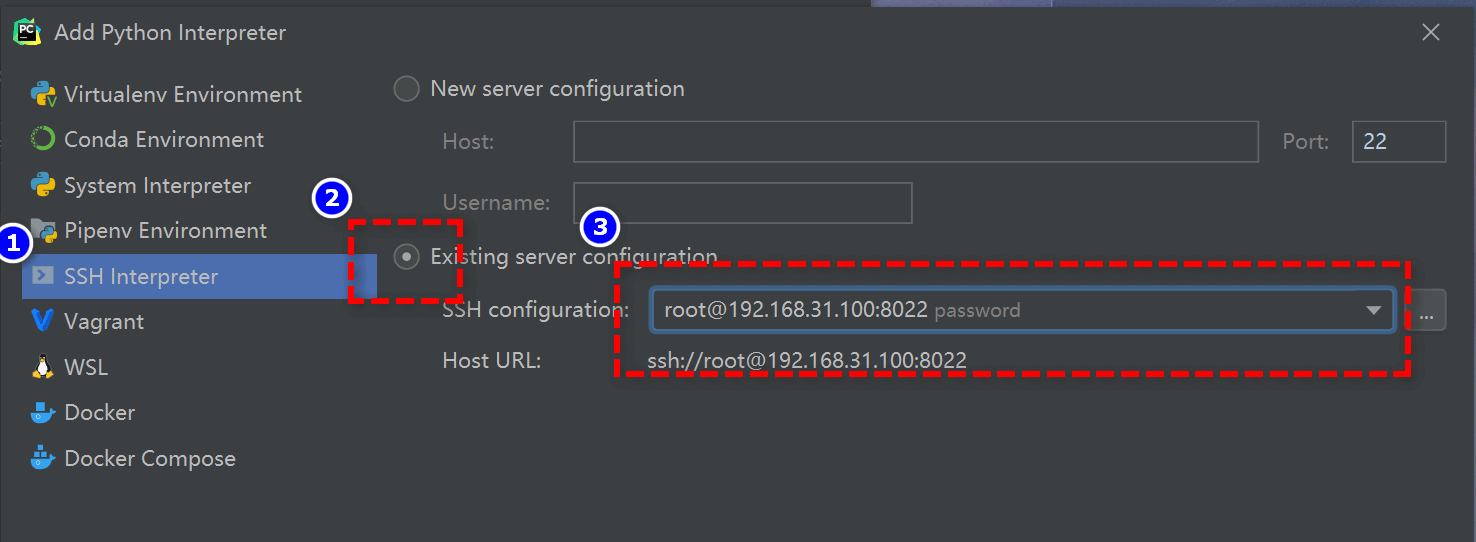 PC
Add Python Interpreter
Virtualenv Environment
Conda Environment
System Interpreter
Pipenv Environment
SSH Interpreter
Vagrant
WSL
Docker
Docker Compose
New server configuration
Host:
Port: 22
Username:
Existing server configuration
SSH configuration: root@192.168.31.100:8022 password
...
Host URL: ssh://root@192.168.31.100:8022
1
2
3